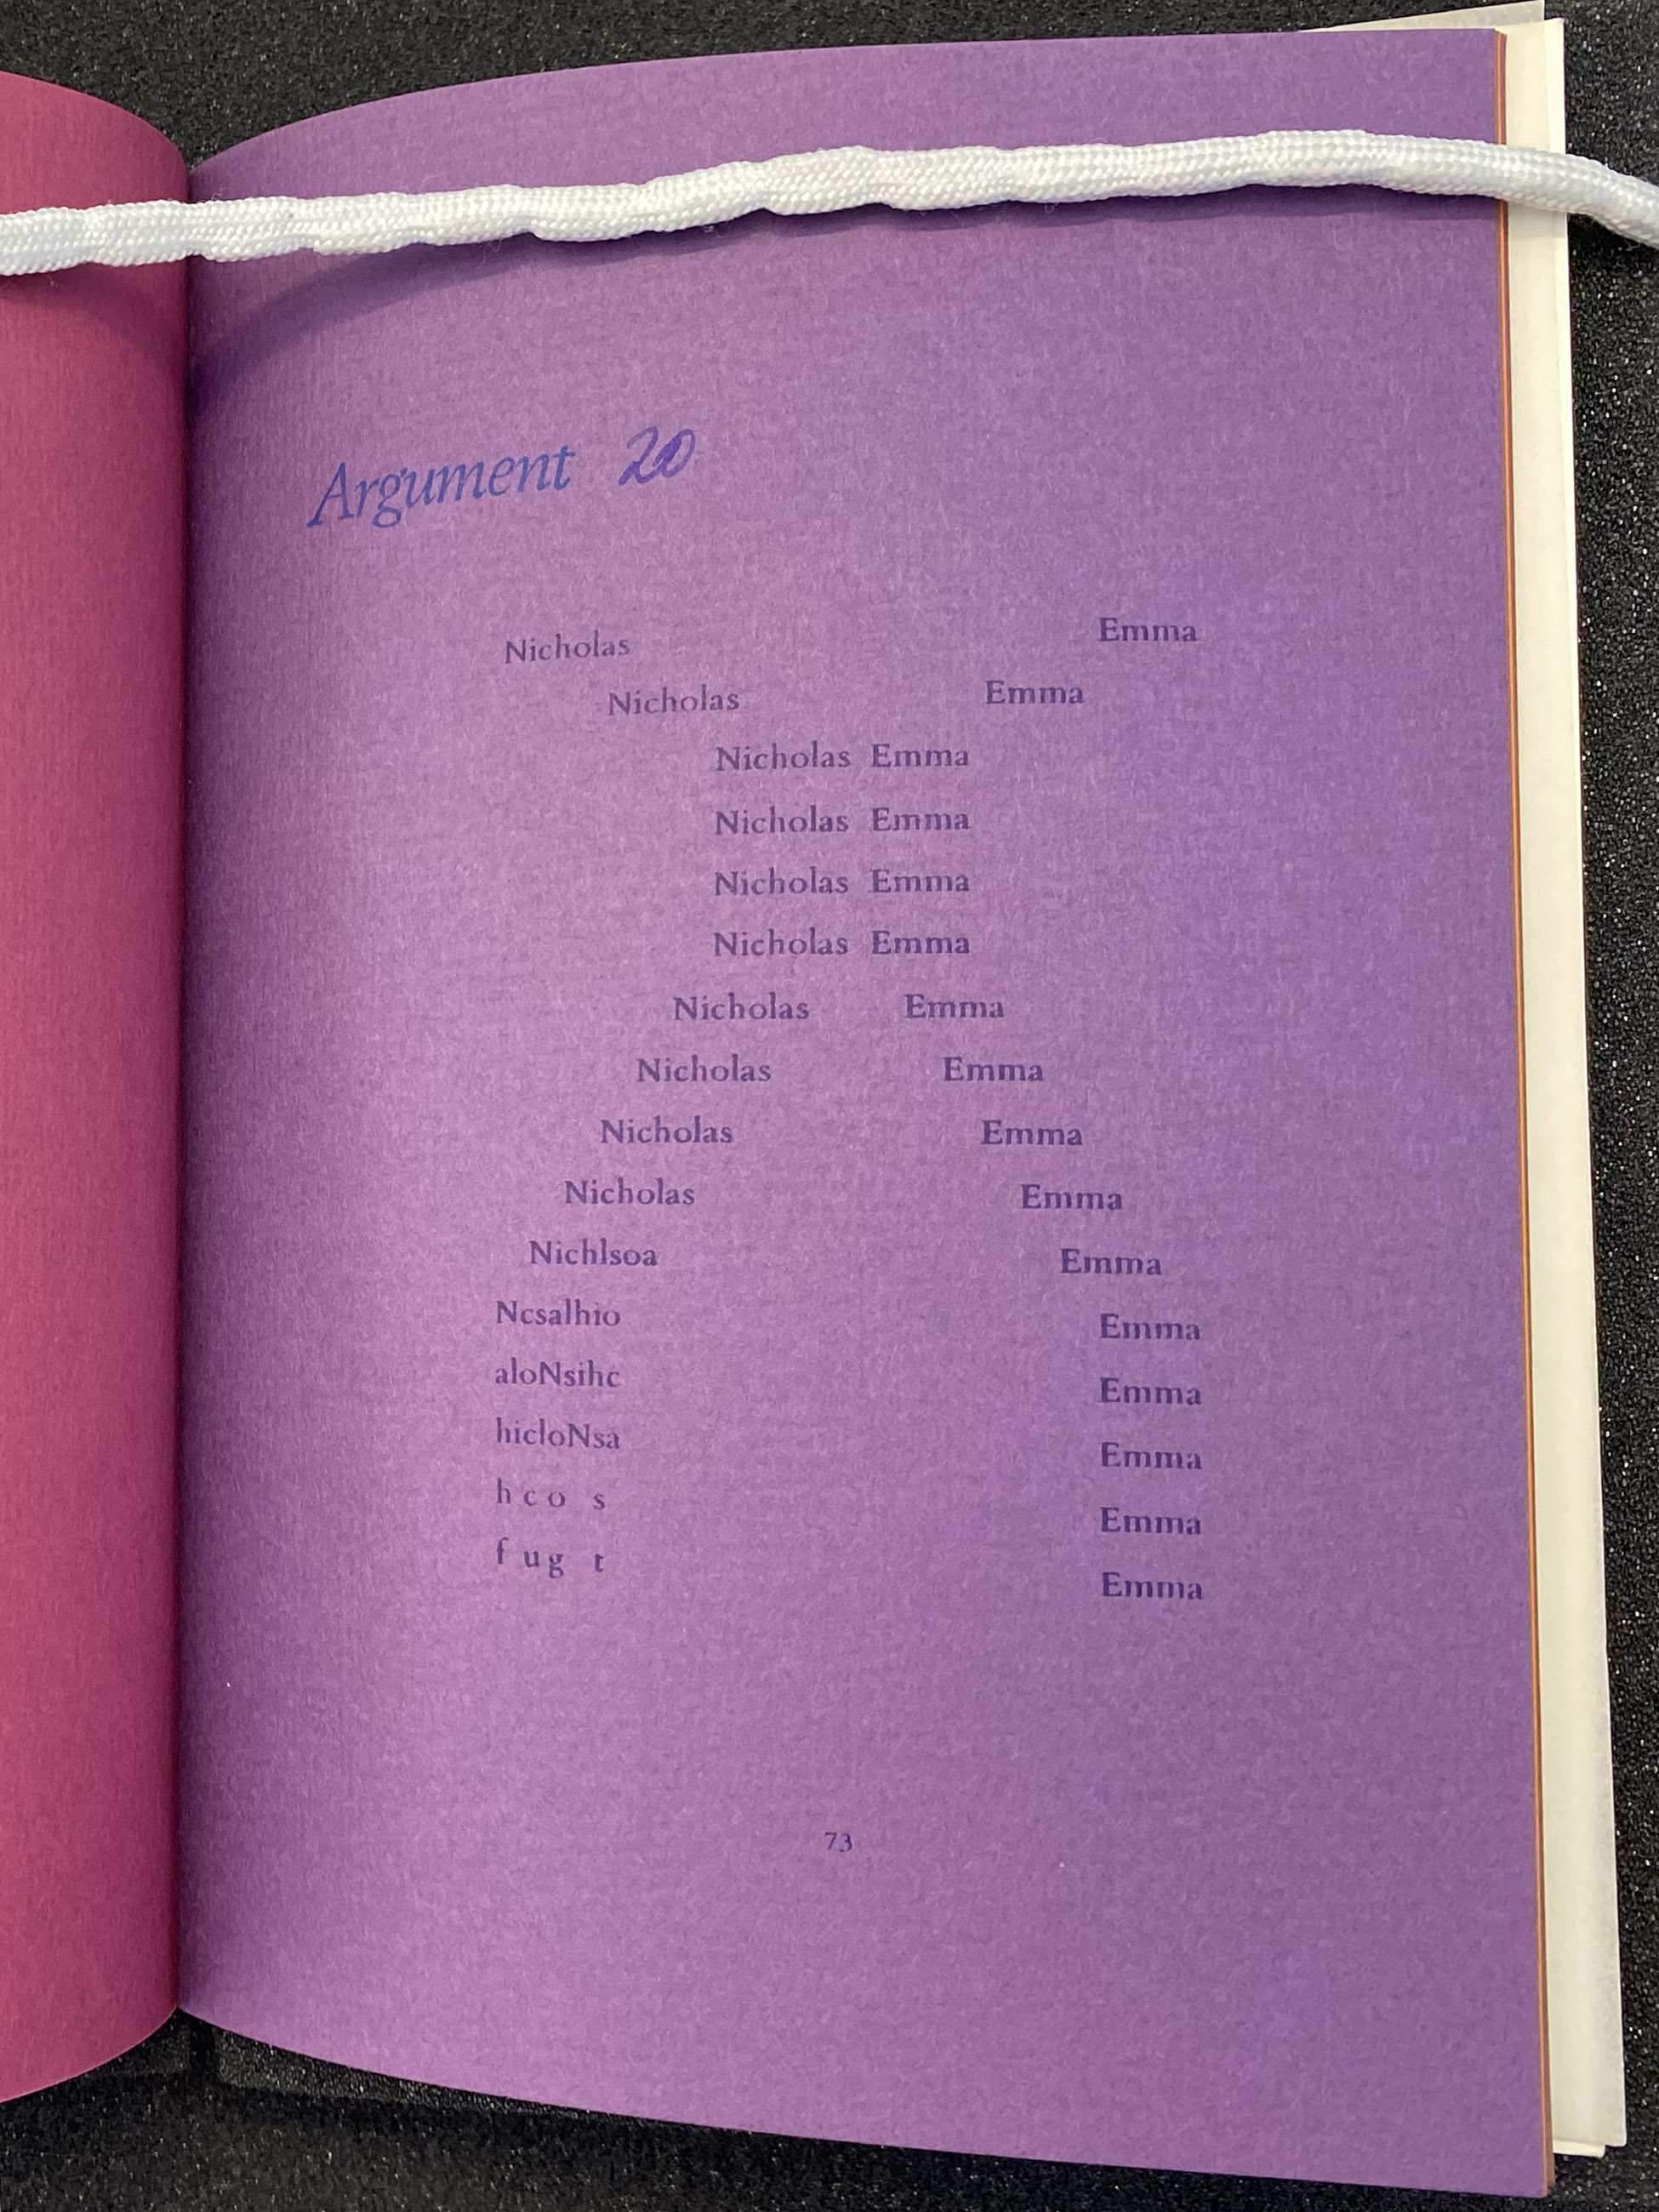 Argument 20
Nicholas Emma
Nicholas Emma
Nicholas Emma
Nicholas Emma
Nicholas Emma
Nicholas Emma
Nicholas Emma
Nicholas Emma
Nicholas Emma
Nicholas Emma
Nichlsoa Emma
Ncsalhio Emma
aloNsihc Emma
hicloNsa Emma
h c o s Emma
f u g t Emma
73